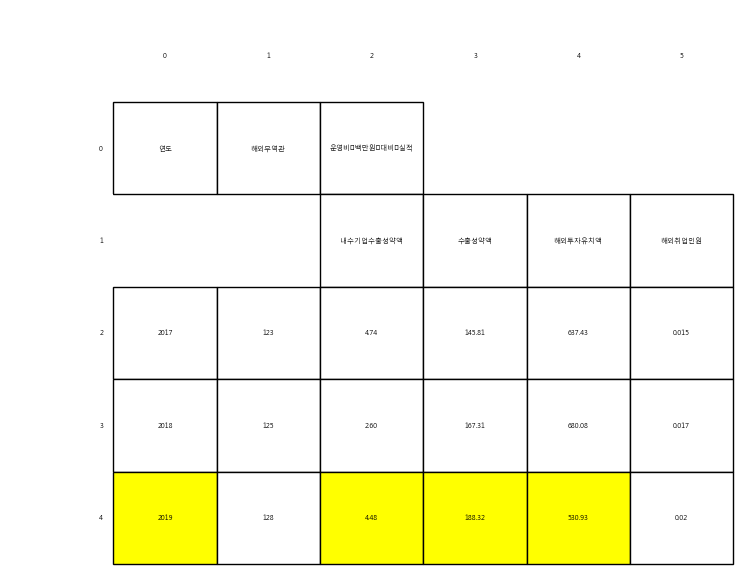 0 1 2 3 4 5
0 연도 해외무역관 운영비□백만원□대비□실적
1 내수기업수출성약액 수출성약액 해외투자유치액 해외취업인원
2 2017 123 4.74 145.81 637.43 0.015
3 2018 125 2.60 167.31 680.08 0.017
4 2019 128 4.48 188.32 530.93 0.02